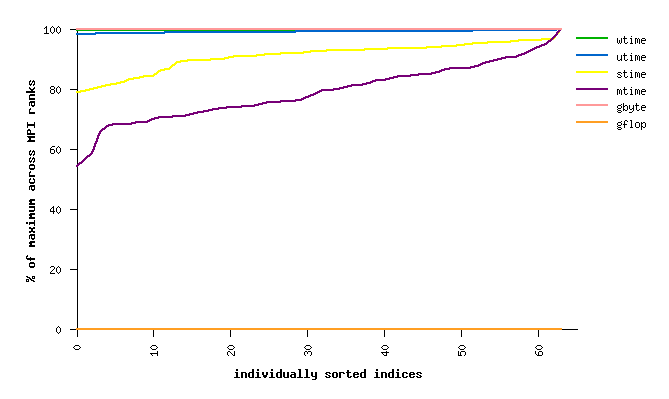 100
80
60
40
20
0
% of maximum across MPI ranks
0 10 20 30 40 50 60
individually sorted indices
wtime
utime
stime
mtime
gbyte
gflop